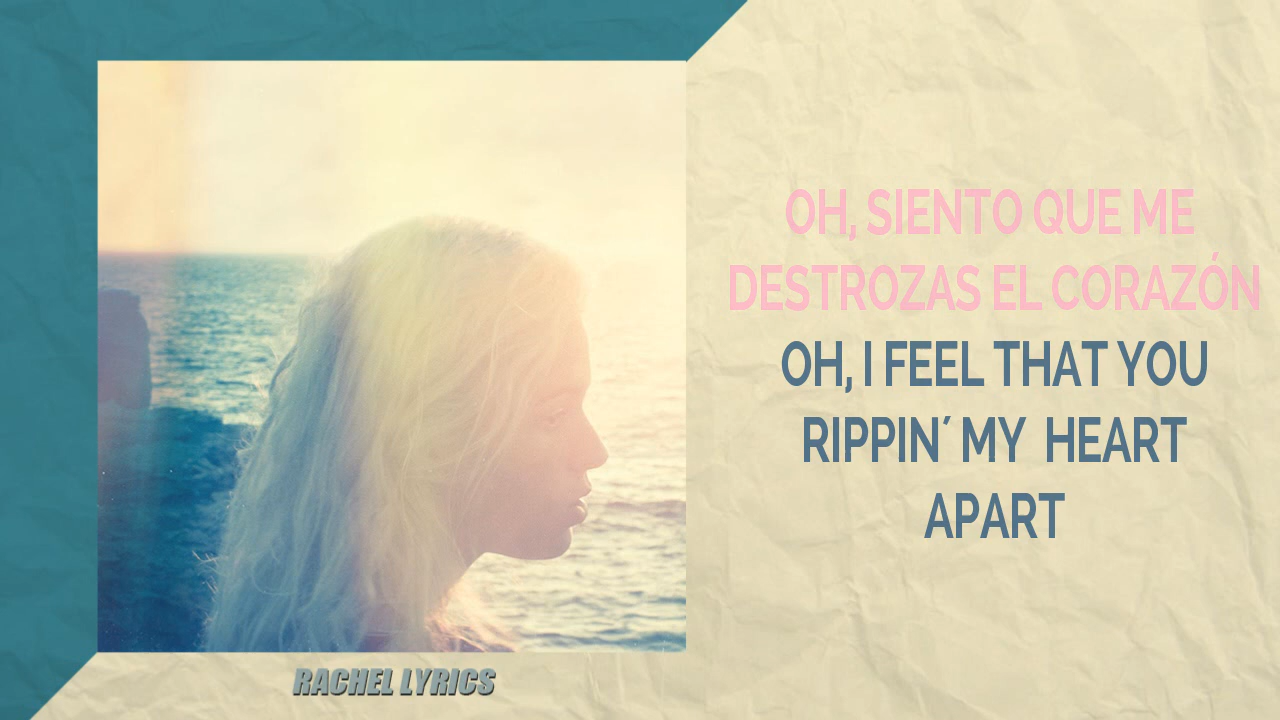 OH, SIENTO QUE ME
DESTROZAS EL CORAZÓN
OH, I FEEL THAT YOU
RIPPIN´ MY HEART
APART
RACHEL LYRICS